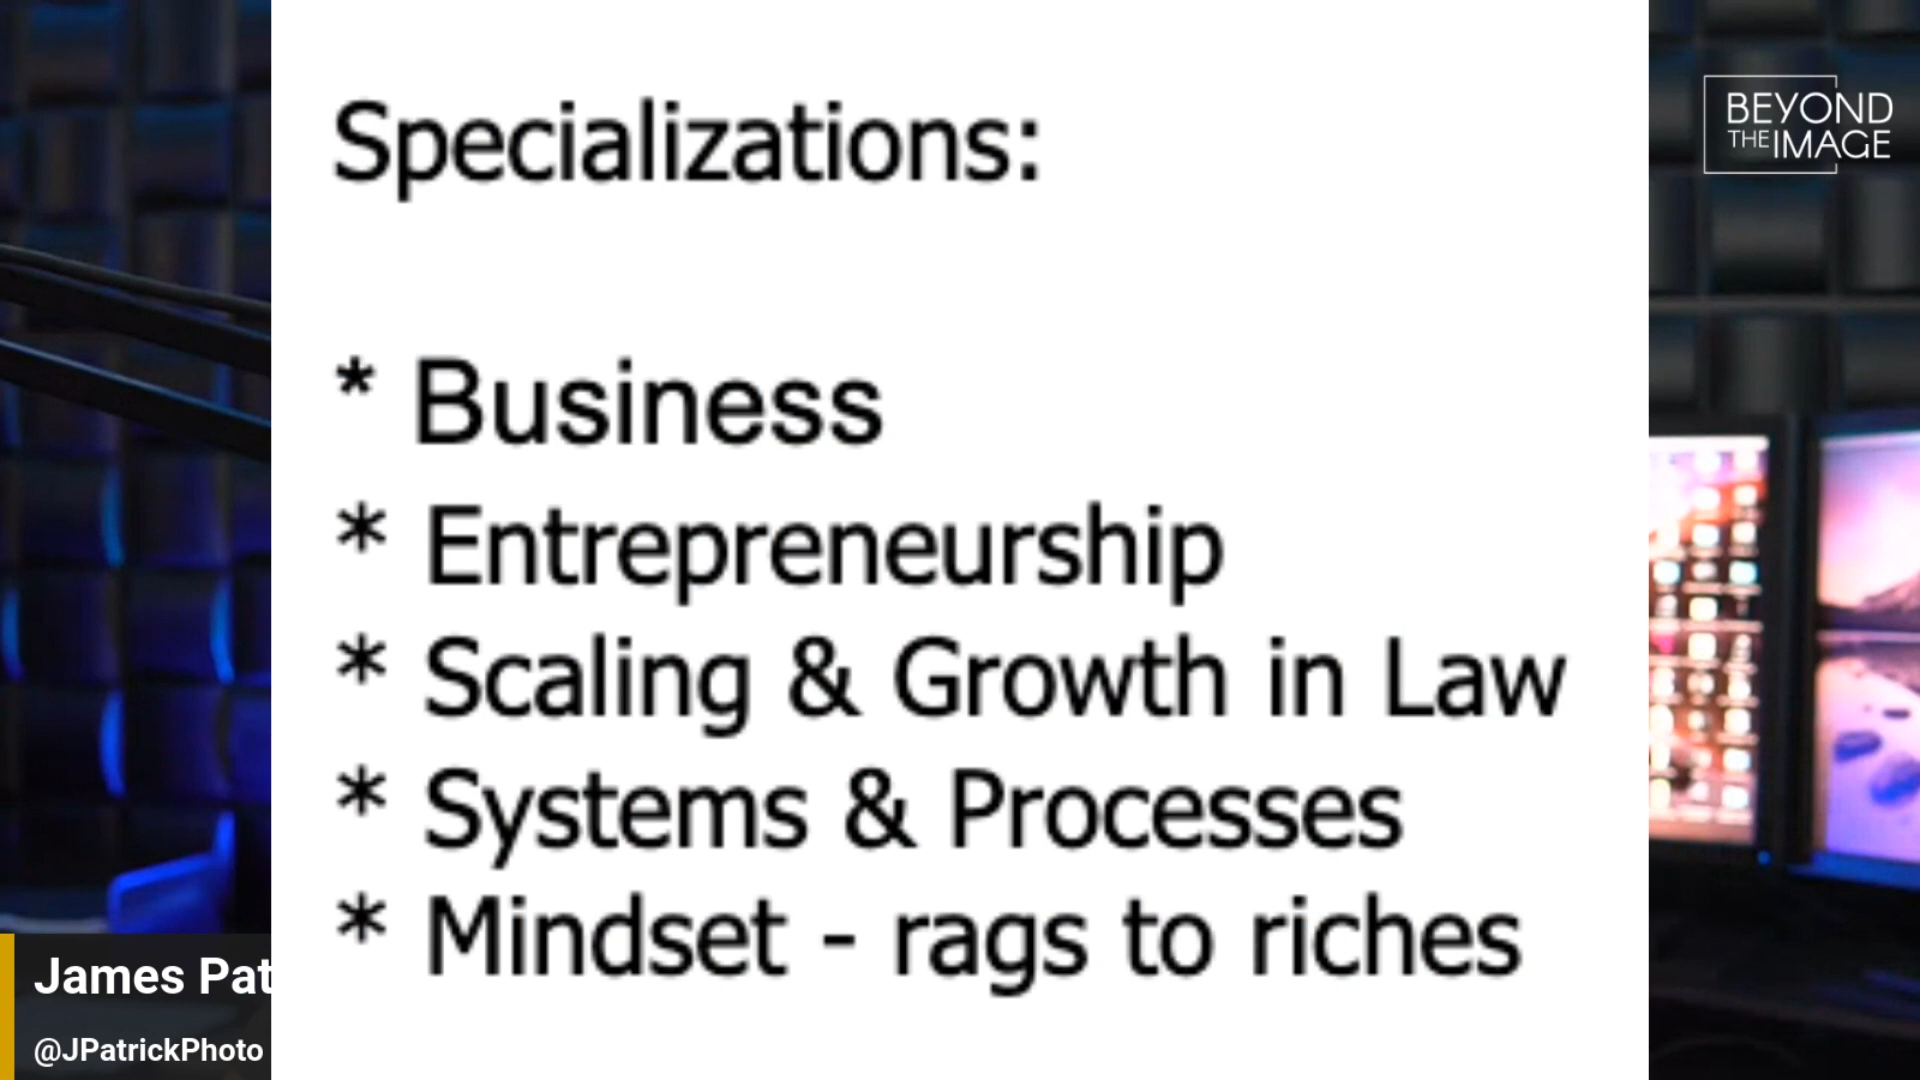 Specializations:
* Business
* Entrepreneurship
* Scaling & Growth in Law
* Systems & Processes
* Mindset - rags to riches
BEYOND
THE IMAGE
James Pat
@JPatrickPhoto